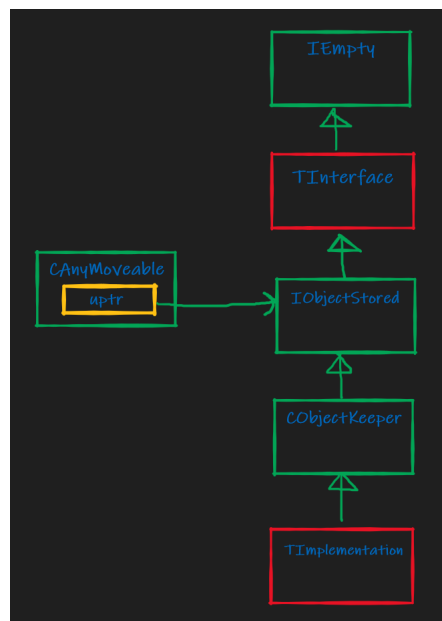 IEmpty
TInterface
CAnyMoveable
uptr
IObjectStored
CObjectKeeper
TImplementation